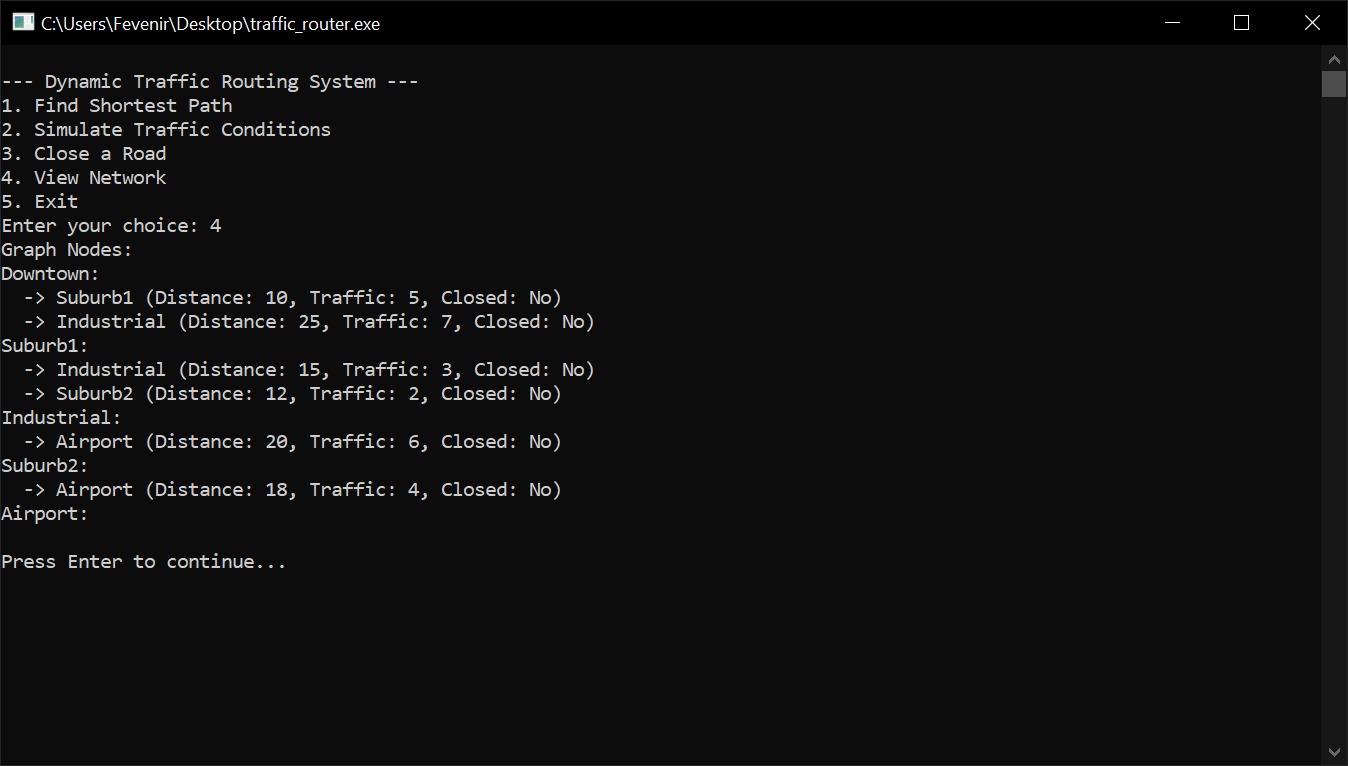 C:\Users\Fevenir\Desktop\traffic_router.exe
--- Dynamic Traffic Routing System ---
1. Find Shortest Path
2. Simulate Traffic Conditions
3. Close a Road
4. View Network
5. Exit
Enter your choice: 4
Graph Nodes:
Downtown:
  -> Suburb1 (Distance: 10, Traffic: 5, Closed: No)
  -> Industrial (Distance: 25, Traffic: 7, Closed: No)
Suburb1:
  -> Industrial (Distance: 15, Traffic: 3, Closed: No)
  -> Suburb2 (Distance: 12, Traffic: 2, Closed: No)
Industrial:
  -> Airport (Distance: 20, Traffic: 6, Closed: No)
Suburb2:
  -> Airport (Distance: 18, Traffic: 4, Closed: No)
Airport:
Press Enter to continue...